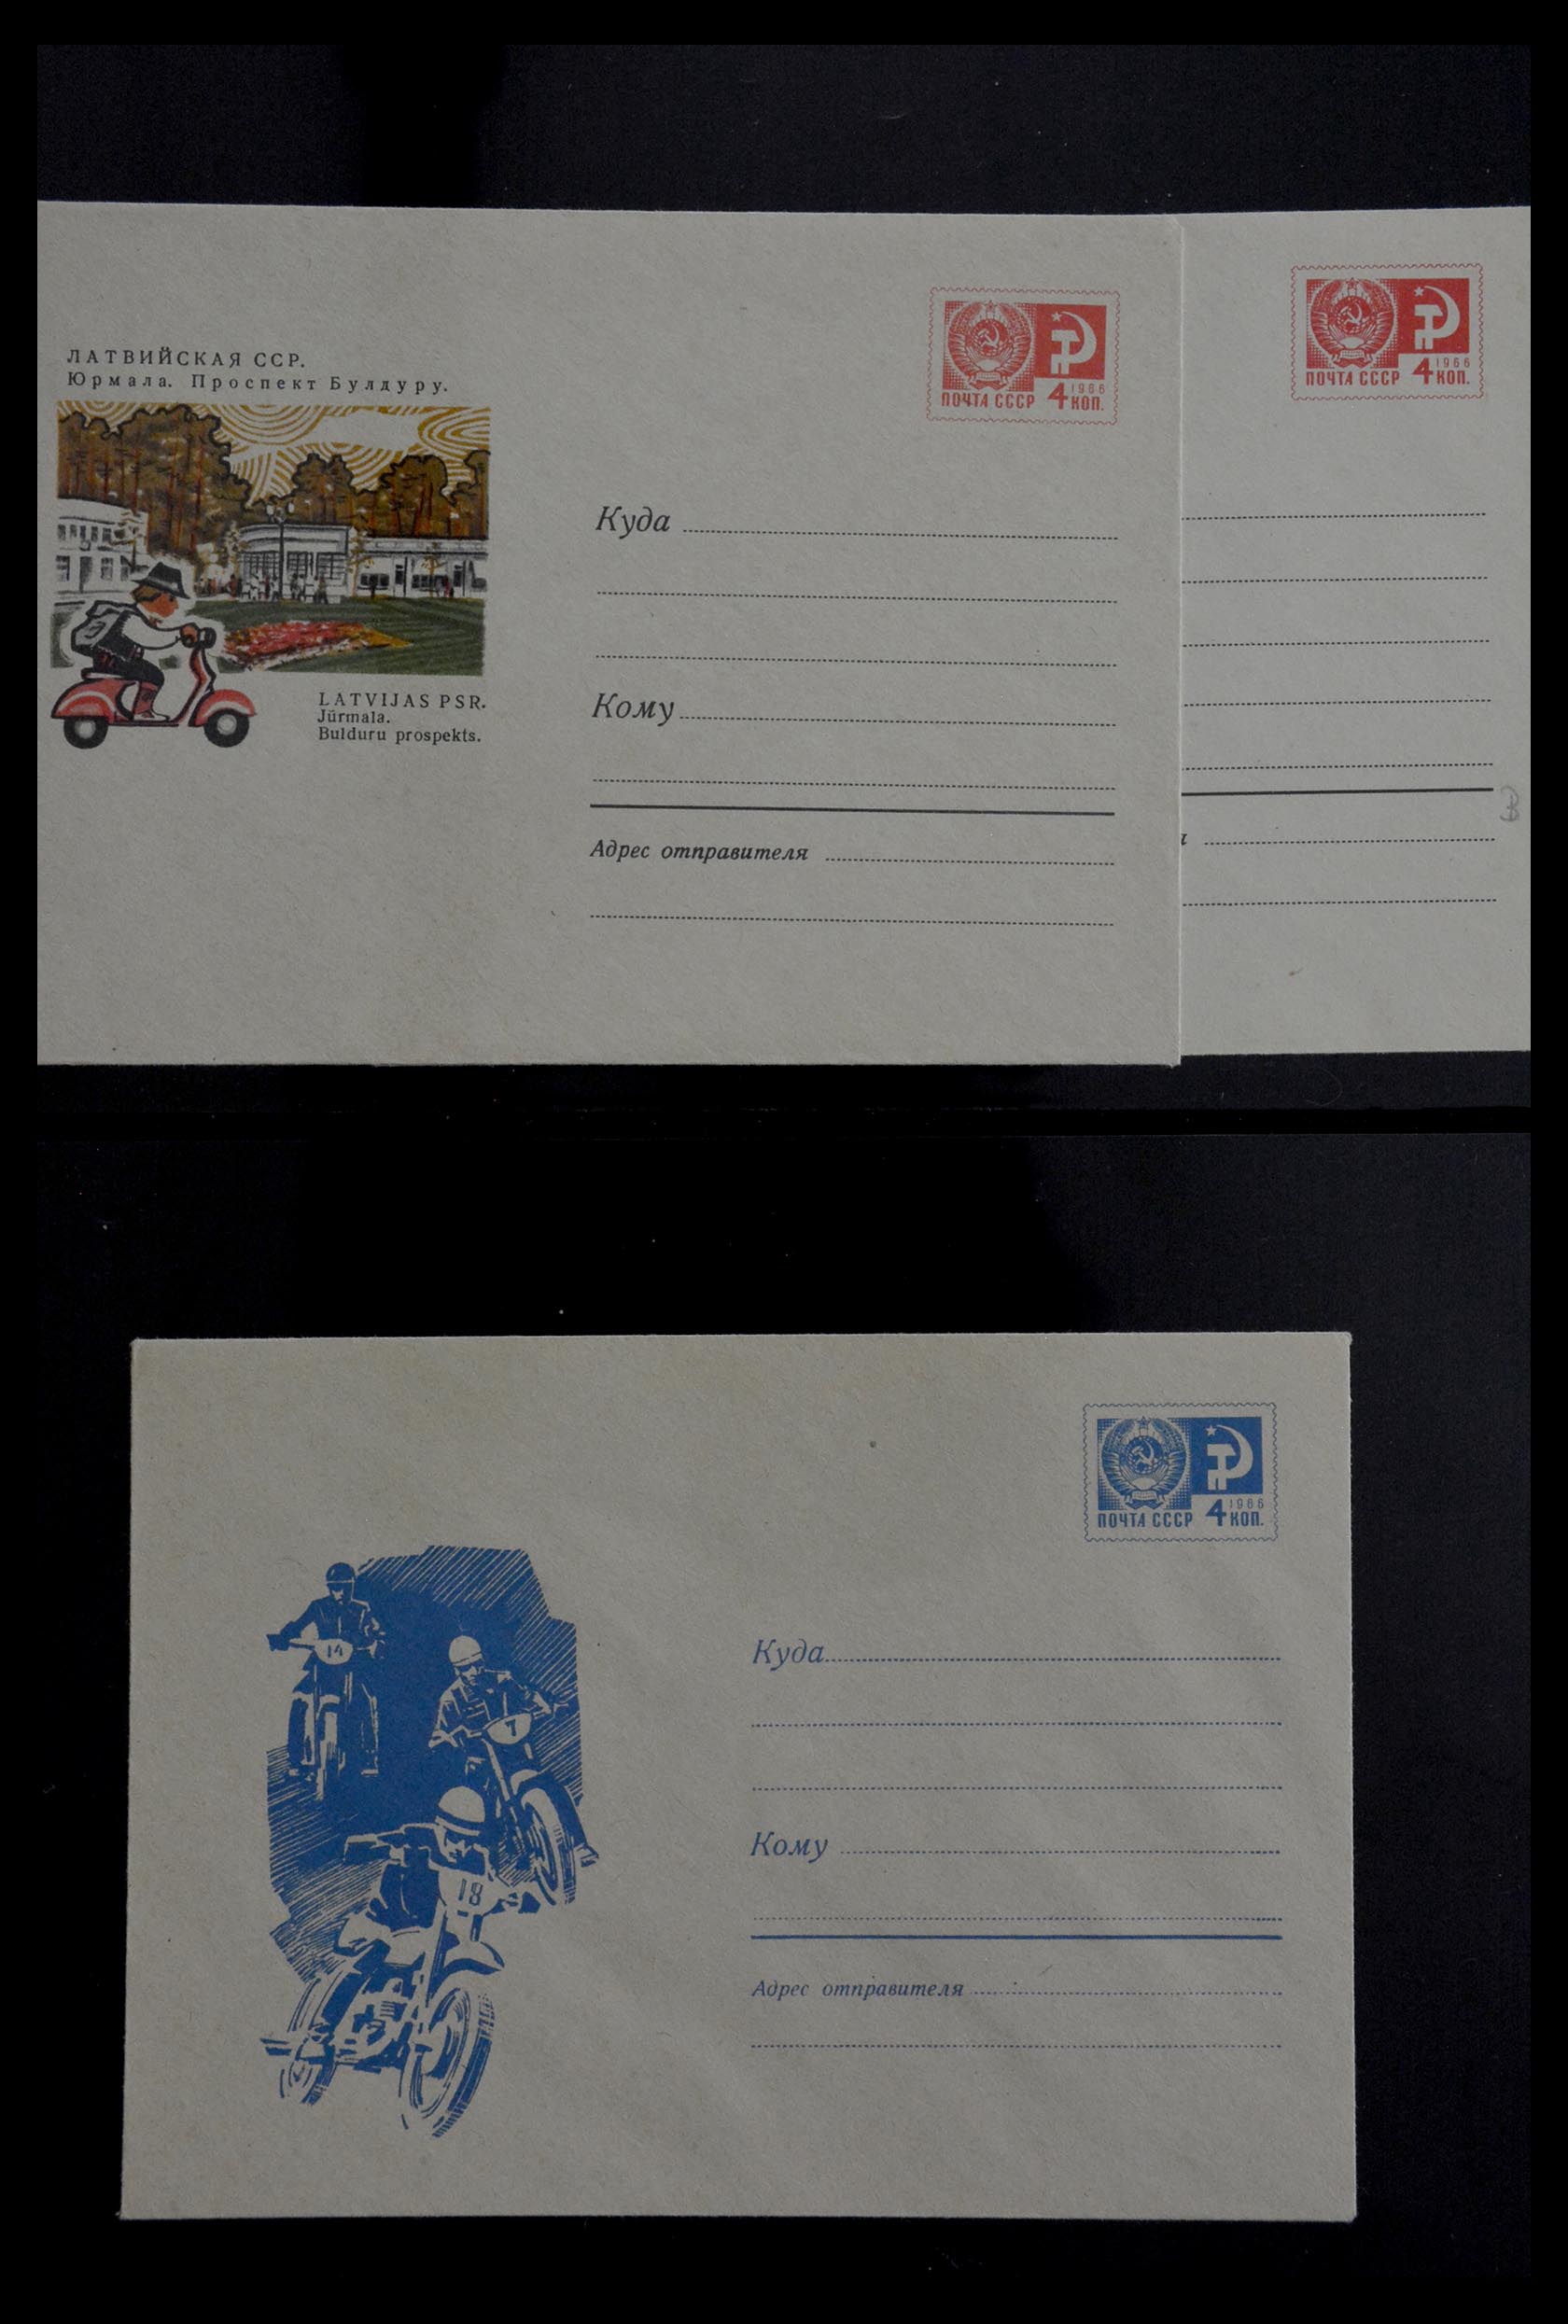 ЛАТВИЙСКАЯ ССР.
Юрмала. Проспект Булдуру.
LATVIJAS PSR.
Jūrmala.
Bulduru prospekts.
1966
ПОЧТА СССР 4 КОП.
Куда
Кому
Адрес отправителя
1966
ПОЧТА СССР 4 КОП.
1966
ПОЧТА СССР 4 КОП.
14
7
18
Куда
Кому
Адрес отправителя